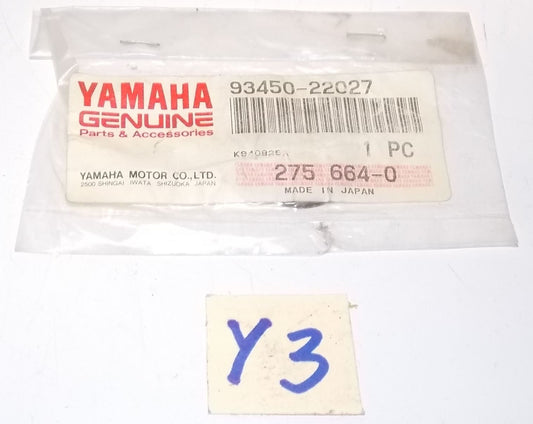 YAMAHA
GENUINE
Parts & Accessories
YAMAHA MOTOR CO., LTD.
2500 SHINGAI IWATA SHIZUOKA JAPAN
93450-22027
1 PC
275 664-0
MADE IN JAPAN
Y3